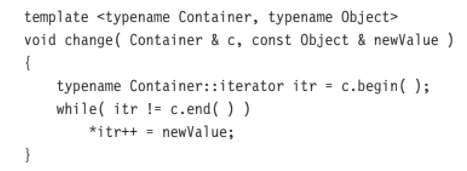 template <typename Container, typename Object>
void change( Container & c, const Object & newValue )
{
    typename Container::iterator itr = c.begin( );
    while( itr != c.end( ) )
        *itr++ = newValue;
}